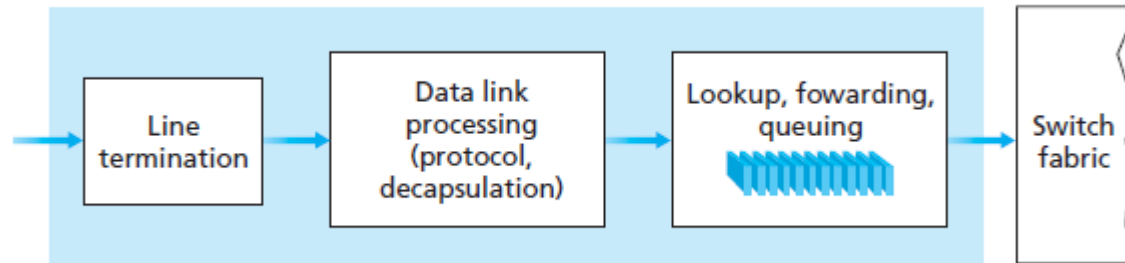 Line
termination
Data link
processing
(protocol,
decapsulation)
Lookup, fowarding,
queuing
Switch
fabric